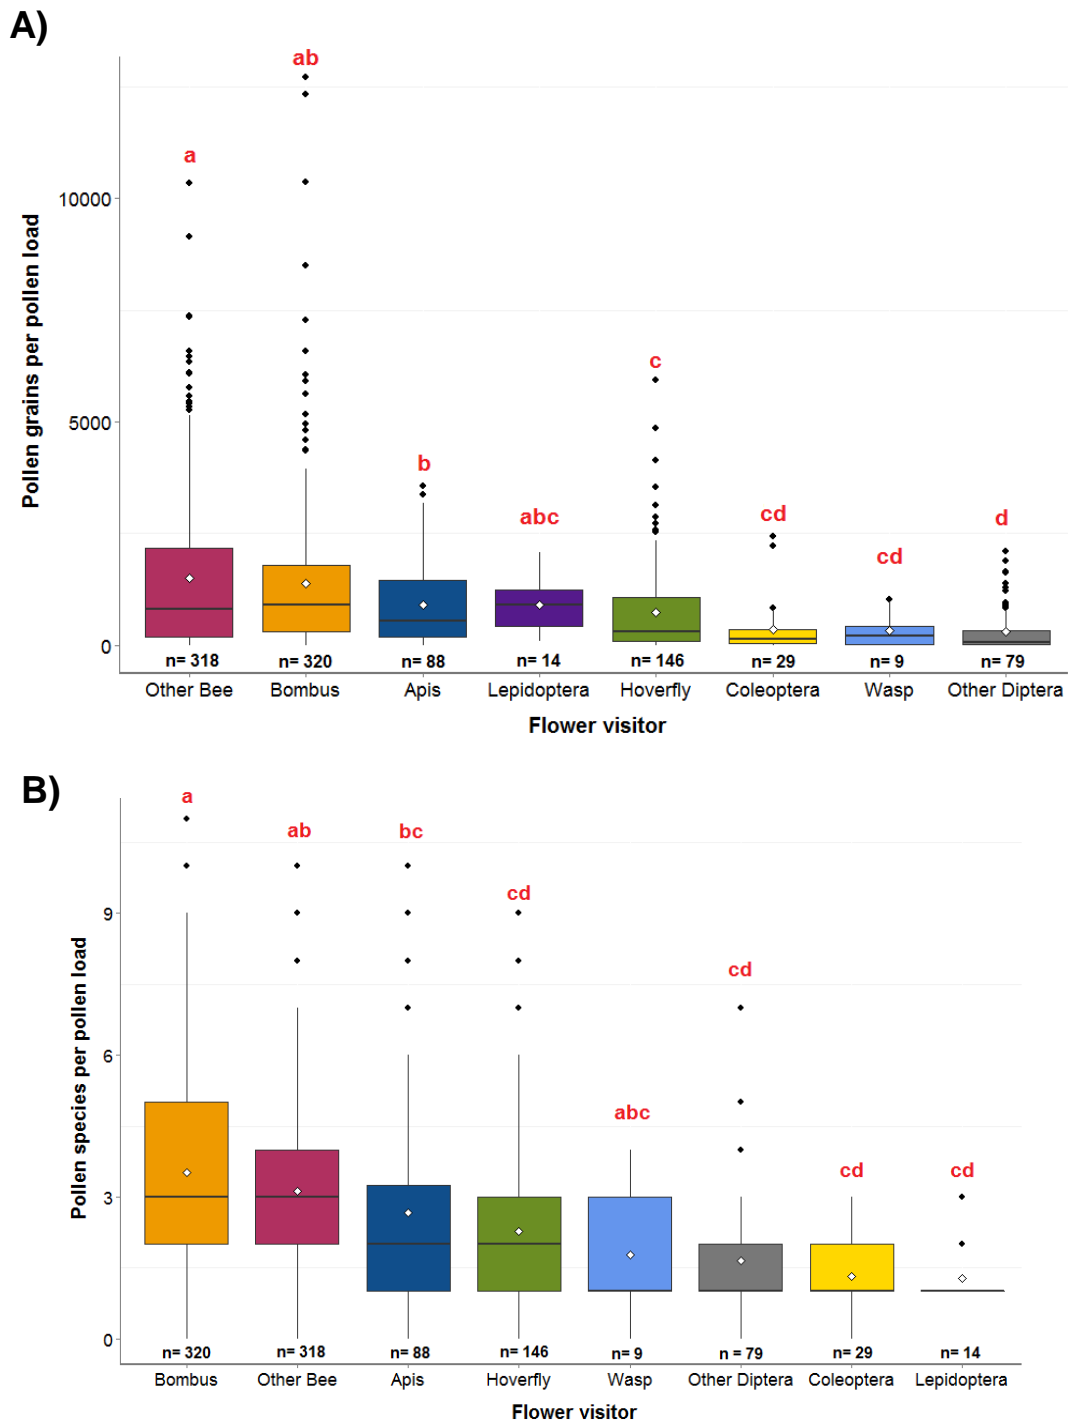 A)
ab
a
10000
c
5000
b
abc
cd
d
cd
0
Pollen grains per pollen load
n= 318 n= 320 n= 88 n= 14 n= 146 n= 29 n= 9 n= 79
Other Bee Bombus Apis Lepidoptera Hoverfly Coleoptera Wasp Other Diptera
Flower visitor
B)
a
ab bc
cd
9
cd
6
abc
cd cd
3
0
Pollen species per pollen load
n= 320 n= 318 n= 88 n= 146 n= 9 n = 79 n= 29 n= 14
Bombus Other Bee Apis Hoverfly Wasp Other Diptera Coleoptera Lepidoptera
Flower visitor